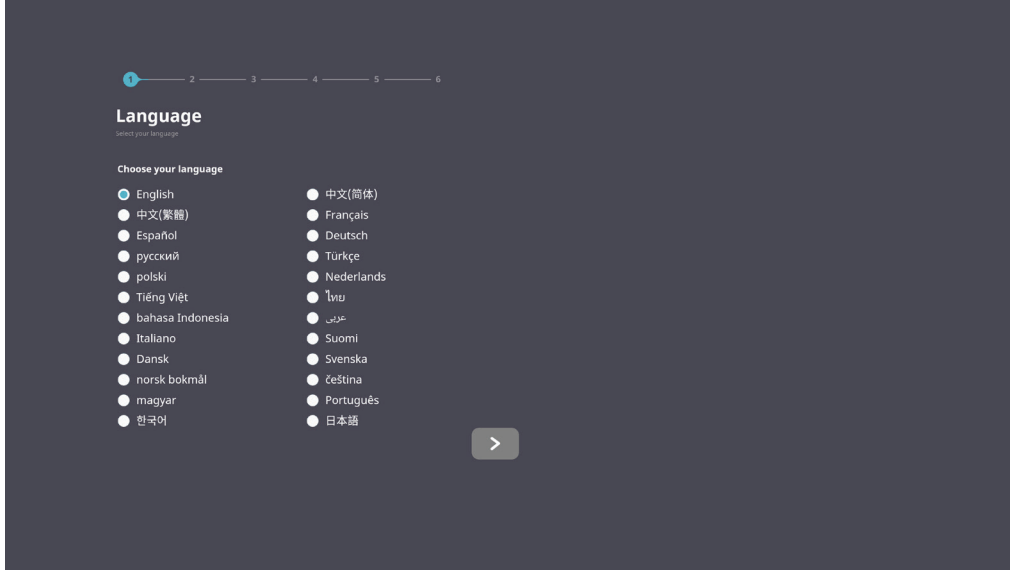 1 2 3 4 5 6
Language
Select your language
Choose your language
English
中文(简体)
中文(繁體)
Français
Español
Deutsch
русский
Türkçe
polski
Nederlands
Tiếng Việt
ไทย
bahasa Indonesia
عربى
Italiano
Suomi
Dansk
Svenska
norsk bokmål
čeština
magyar
Português
한국어
日本語